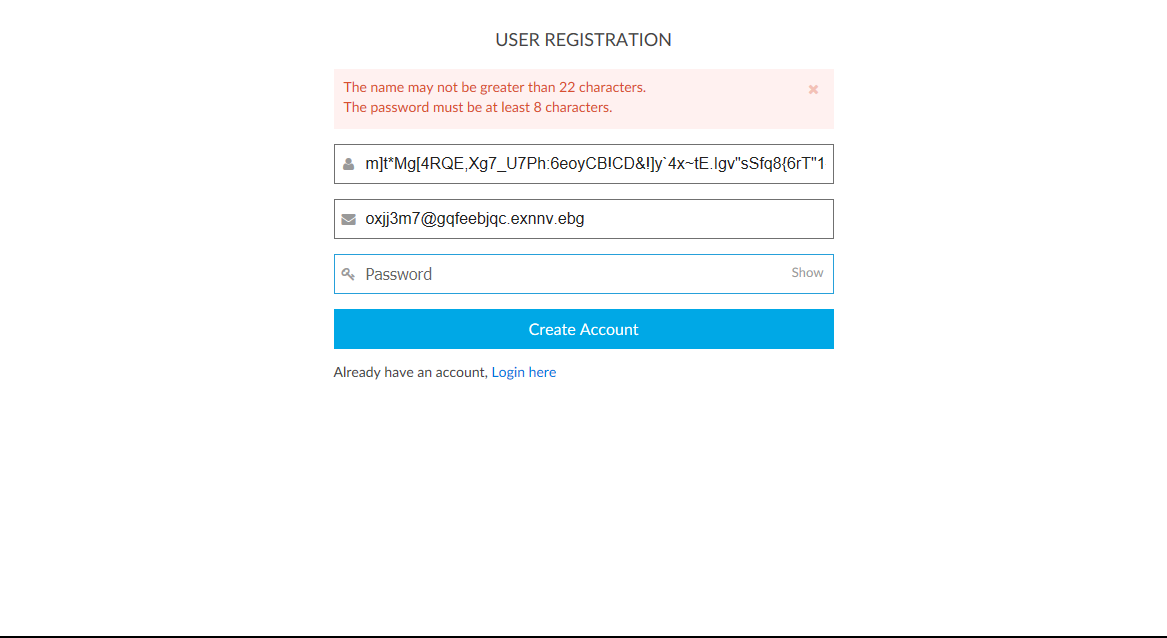 USER REGISTRATION
The name may not be greater than 22 characters.
The password must be at least 8 characters.
m]t*Mg[4RQE,Xg7_U7Ph:6eoyCB!CD&!]y`4x~tE.Igv"sSfq8{6rT"1
oxjj3m7@gqfeebjqc.exnnv.ebg
Password
Show
Create Account
Already have an account, Login here